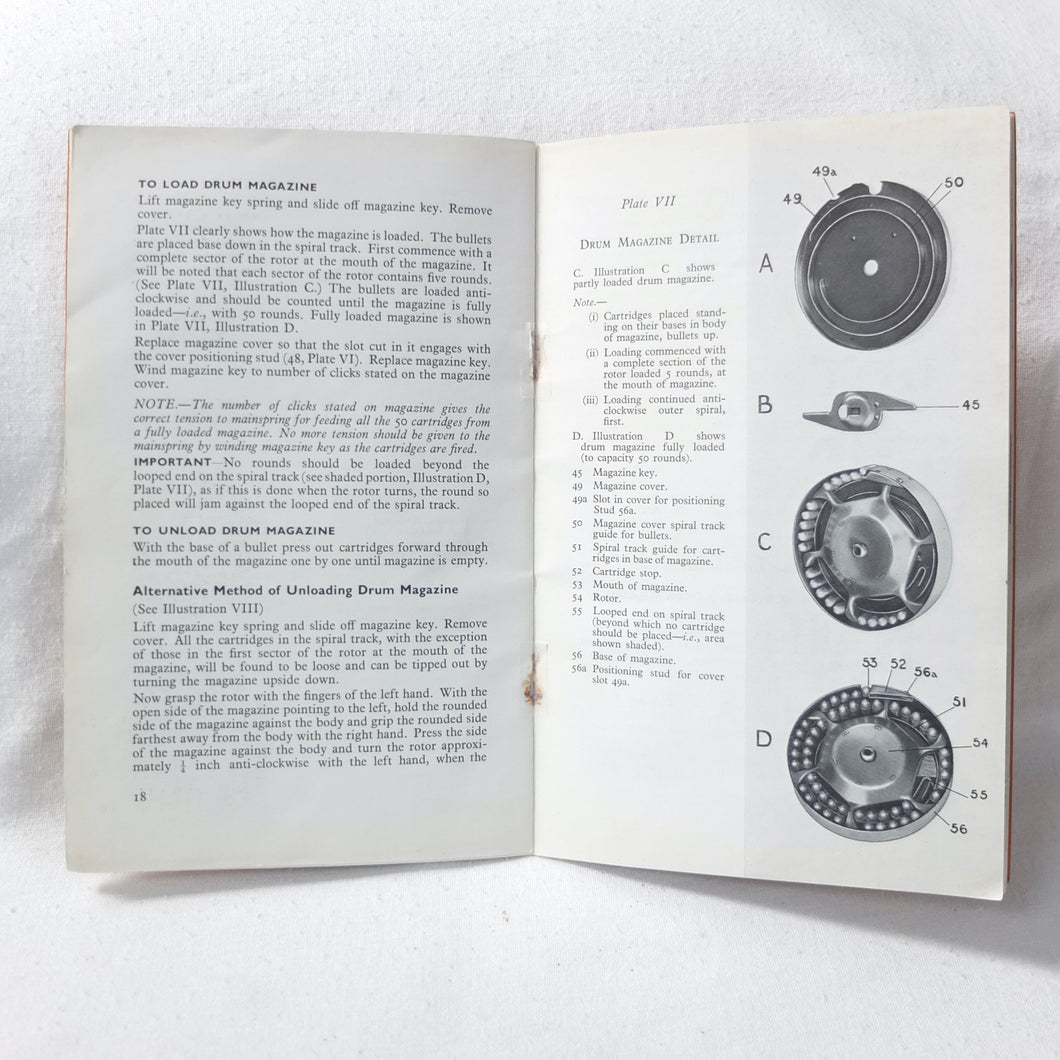 TO LOAD DRUM MAGAZINE
Lift magazine key spring and slide off magazine key. Remove
cover.
Plate VII clearly shows how the magazine is loaded. The bullets
are placed base down in the spiral track. First commence with a
complete sector of the rotor at the mouth of the magazine. It
will be noted that each sector of the rotor contains five rounds.
(See Plate VII, Illustration C.) The bullets are loaded anti-
clockwise and should be counted until the magazine is fully
loaded—i.e., with 50 rounds. Fully loaded magazine is shown
in Plate VII, Illustration D.
Replace magazine cover so that the slot cut in it engages with
the cover positioning stud (48, Plate VI). Replace magazine key.
Wind magazine key to number of clicks stated on the magazine
cover.
NOTE.—The number of clicks stated on magazine gives the
correct tension to mainspring for feeding all the 50 cartridges from
a fully loaded magazine. No more tension should be given to the
mainspring by winding magazine key as the cartridges are fired.
IMPORTANT—No rounds should be loaded beyond the
looped end on the spiral track (see shaded portion, Illustration D,
Plate VII), as if this is done when the rotor turns, the round so
placed will jam against the looped end of the spiral track.
TO UNLOAD DRUM MAGAZINE
With the base of a bullet press out cartridges forward through
the mouth of the magazine one by one until magazine is empty.
Alternative Method of Unloading Drum Magazine
(See Illustration VIII)
Lift magazine key spring and slide off magazine key. Remove
cover. All the cartridges in the spiral track, with the exception
of those in the first sector of the rotor at the mouth of the
magazine, will be found to be loose and can be tipped out by
turning the magazine upside down.
Now grasp the rotor with the fingers of the left hand. With the
open side of the magazine pointing to the left, hold the rounded
side of the magazine against the body and grip the rounded side
farthest away from the body with the right hand. Press the side
of the magazine against the body and turn the rotor approxi-
mately ¼ inch anti-clockwise with the left hand, when the
18
Plate VII
DRUM MAGAZINE DETAIL
C. Illustration C shows
partly loaded drum magazine.
Note.—
(i) Cartridges placed stand-
ing on their bases in body
of magazine, bullets up.
(ii) Loading commenced with
a complete section of the
rotor loaded 5 rounds, at
the mouth of magazine.
(iii) Loading continued anti-
clockwise outer spiral,
first.
D. Illustration D shows
drum magazine fully loaded
(to capacity 50 rounds).
45 Magazine key.
49 Magazine cover.
49a Slot in cover for positioning
Stud 56a.
50 Magazine cover spiral track
guide for bullets.
51 Spiral track guide for cart-
ridges in base of magazine.
52 Cartridge stop.
53 Mouth of magazine.
54 Rotor.
55 Looped end on spiral track
(beyond which no cartridge
should be placed—i.e., area
shown shaded).
56 Base of magazine.
56a Positioning stud for cover
slot 49a.
49a
50
49
A
B
45
C
53
52
56a
51
D
54
55
56